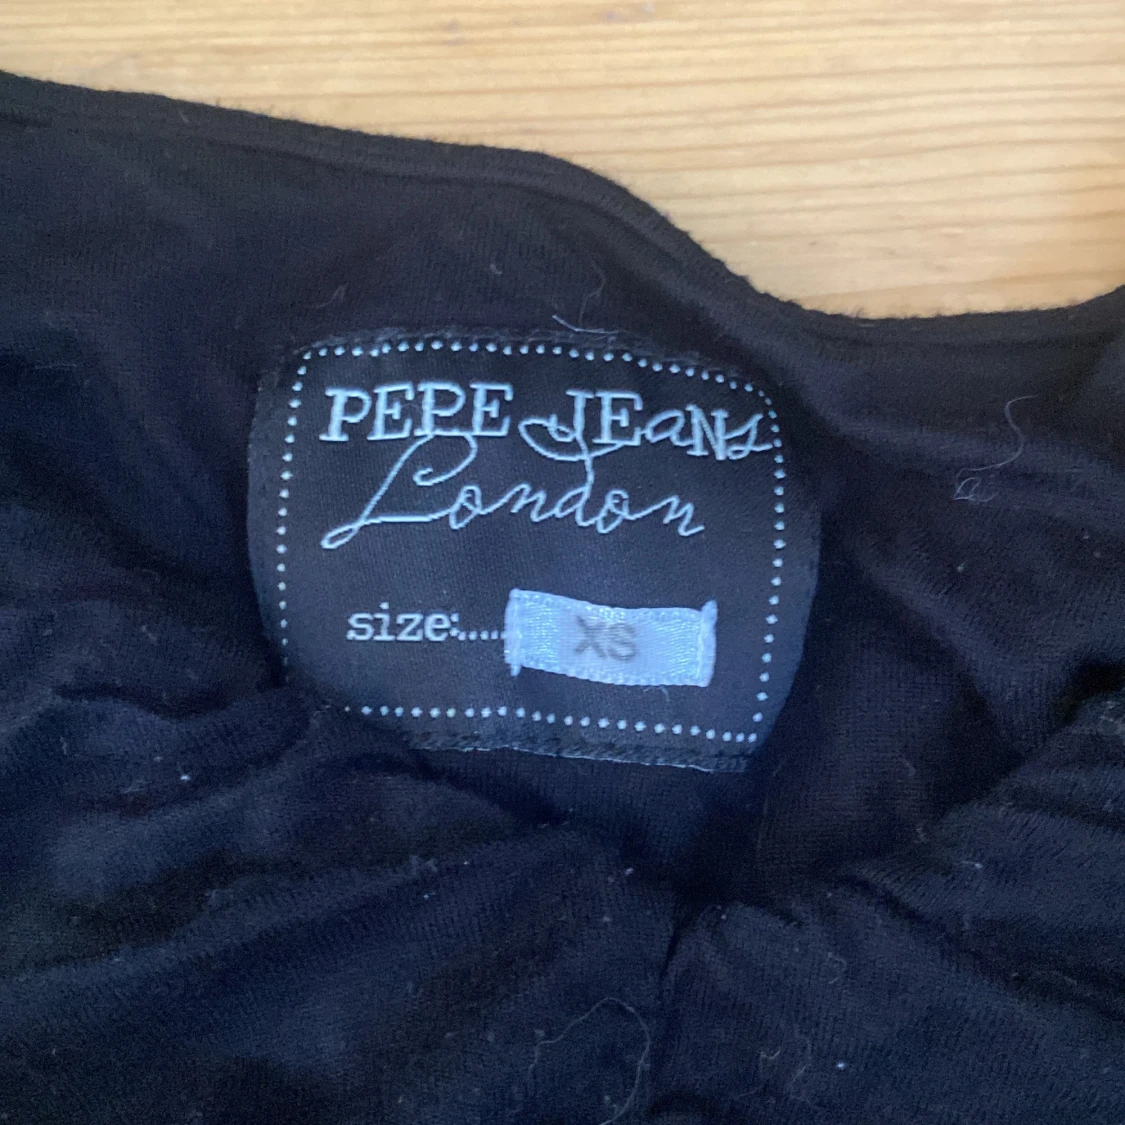 PEPE JEaNs
London
size:.....XS